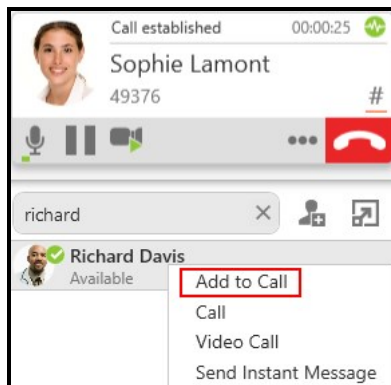 Call established 00:00:25
Sophie Lamont
49376 #
richard
Richard Davis
Available
Add to Call
Call
Video Call
Send Instant Message